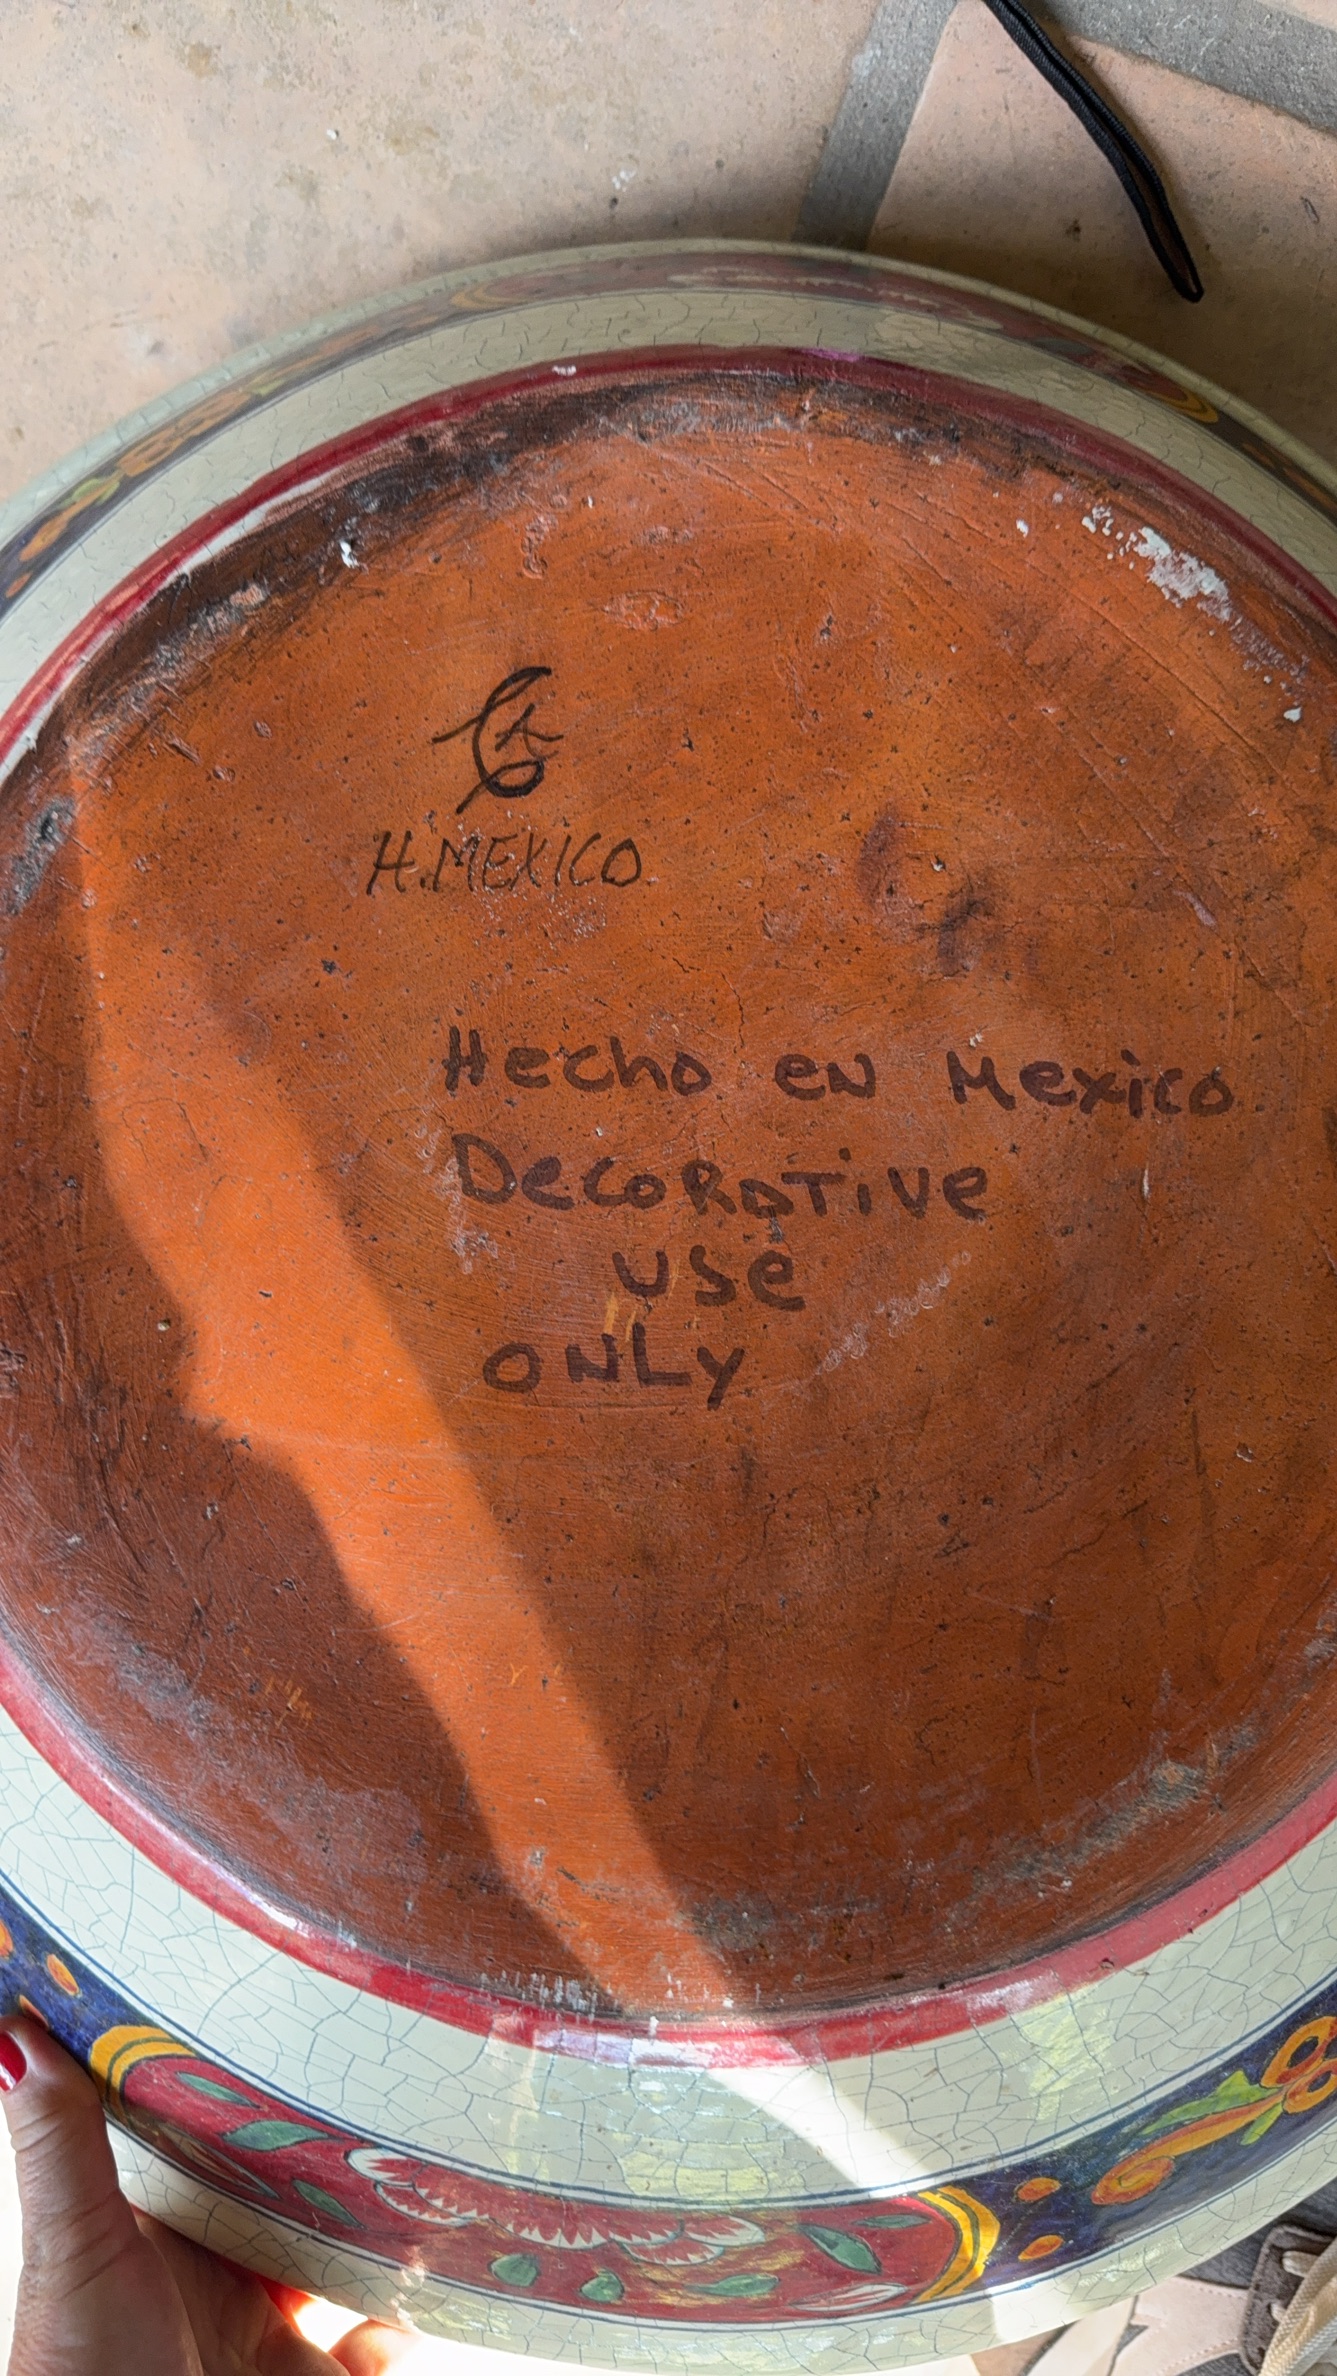 H. MEXICO
Hecho en Mexico
Decorative
use
ONLY